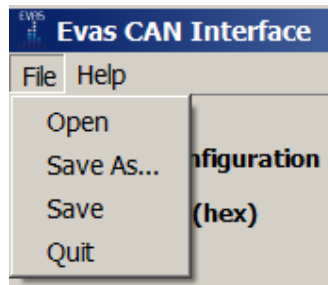 EVAS
Evas CAN Interface
File Help
Open
Save As...
nfiguration
Save
(hex)
Quit